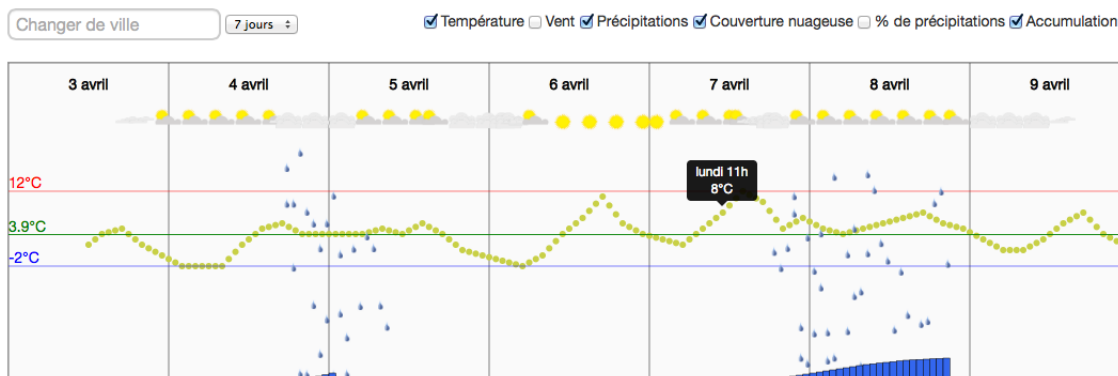 Changer de ville 7 jours Température Vent Précipitations Couverture nuageuse % de précipitations Accumulation
3 avril 4 avril 5 avril 6 avril 7 avril 8 avril 9 avril
lundi 11h
8°C
12°C
3.9°C
-2°C